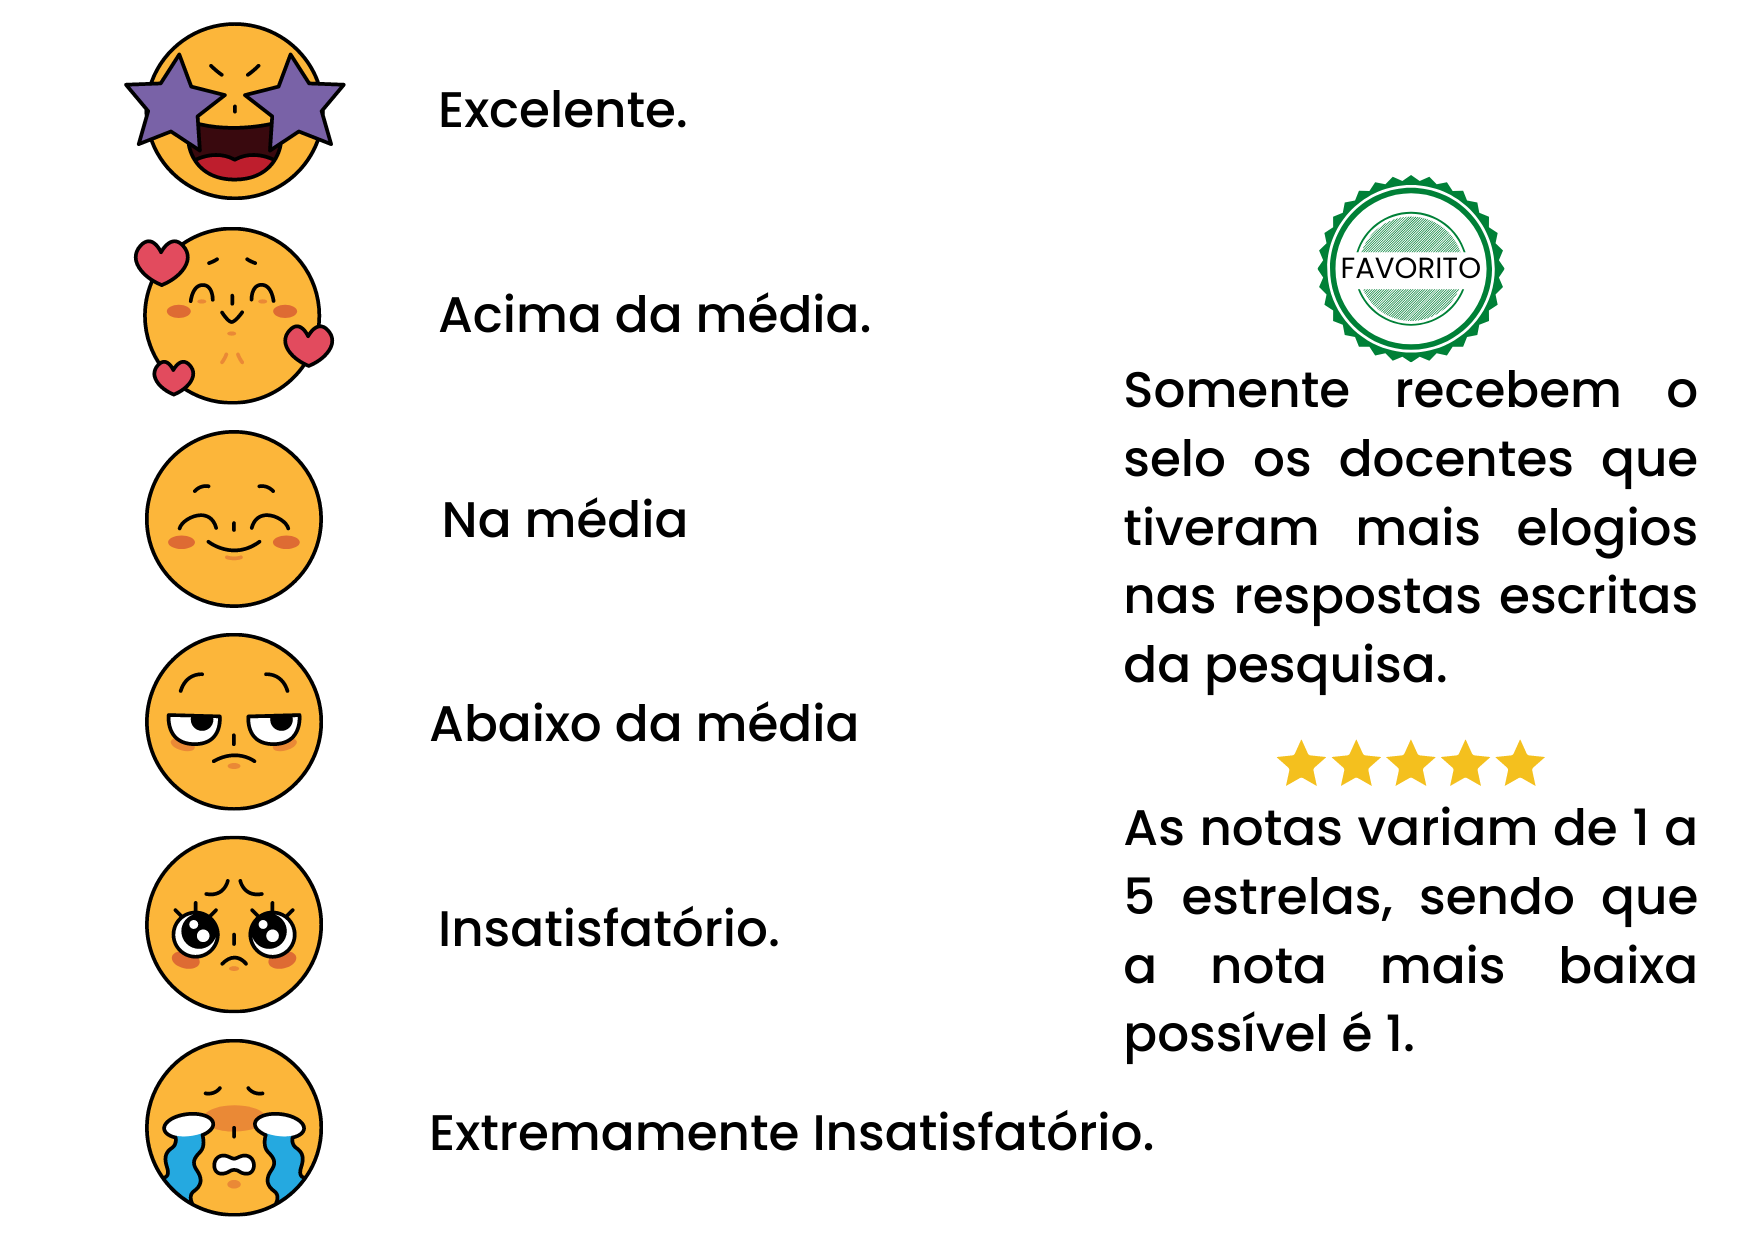 Excelente.
Acima da média.
Na média
Abaixo da média
Insatisfatório.
Extremamente Insatisfatório.
FAVORITO
Somente recebem o
selo os docentes que
tiveram mais elogios
nas respostas escritas
da pesquisa.
As notas variam de 1 a
5 estrelas, sendo que
a nota mais baixa
possível é 1.